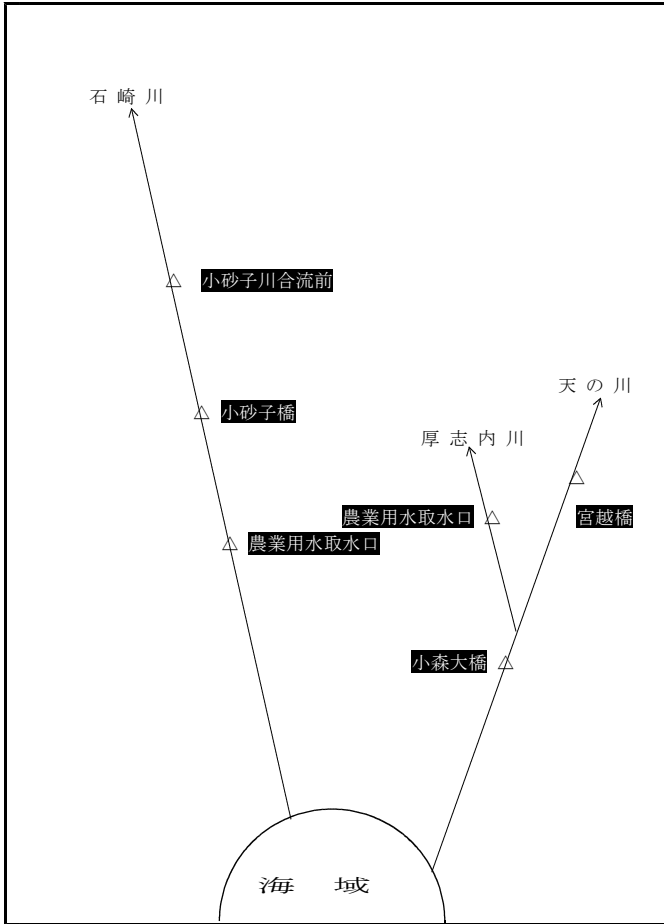 石崎川
小砂子川合流前
天の川
小砂子橋
厚志内川
宮越橋
農業用水取水口
農業用水取水口
小森大橋
海域